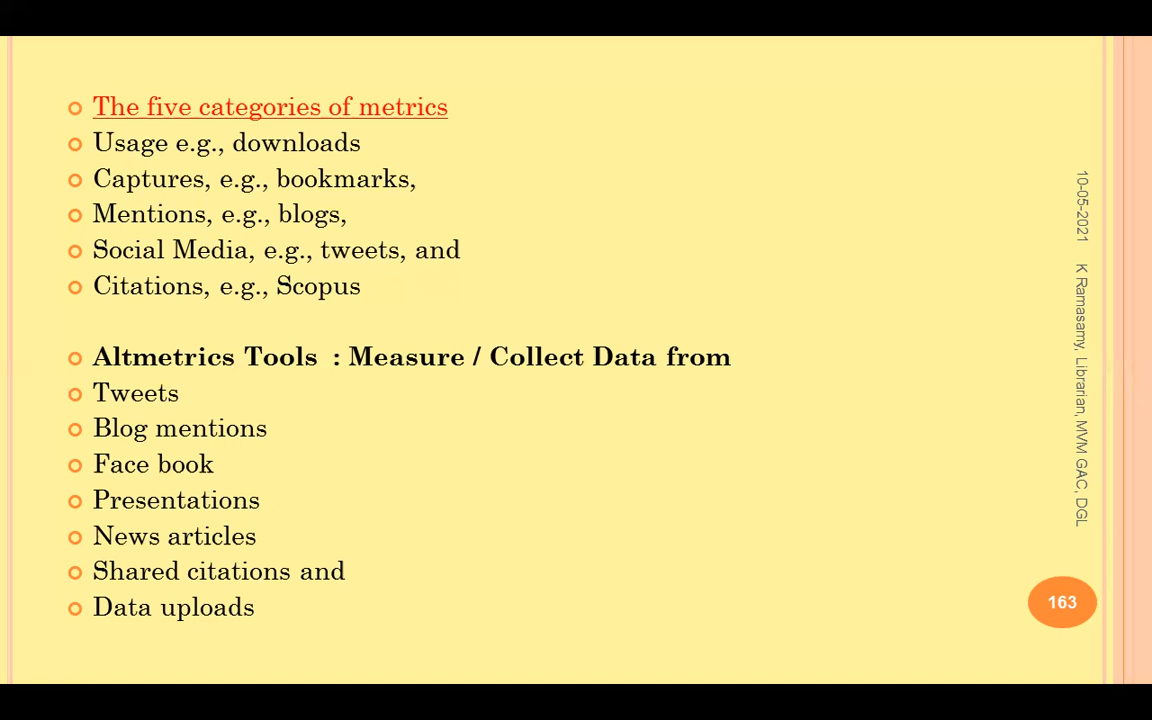 The five categories of metrics
Usage e.g., downloads
Captures, e.g., bookmarks,
Mentions, e.g., blogs,
Social Media, e.g., tweets, and
Citations, e.g., Scopus
Altmetrics Tools : Measure / Collect Data from
Tweets
Blog mentions
Face book
Presentations
News articles
Shared citations and
Data uploads
10-05-2021 K Ramasamy, Librarian, MVM GAC, DGL
163